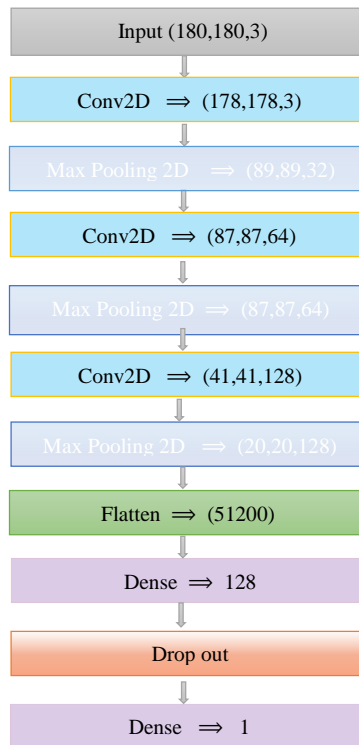 Input (180,180,3)
Conv2D ⇒ (178,178,3)
Max Pooling 2D ⇒ (89,89,32)
Conv2D ⇒ (87,87,64)
Max Pooling 2D ⇒ (87,87,64)
Conv2D ⇒ (41,41,128)
Max Pooling 2D ⇒ (20,20,128)
Flatten ⇒ (51200)
Dense ⇒ 128
Drop out
Dense ⇒ 1